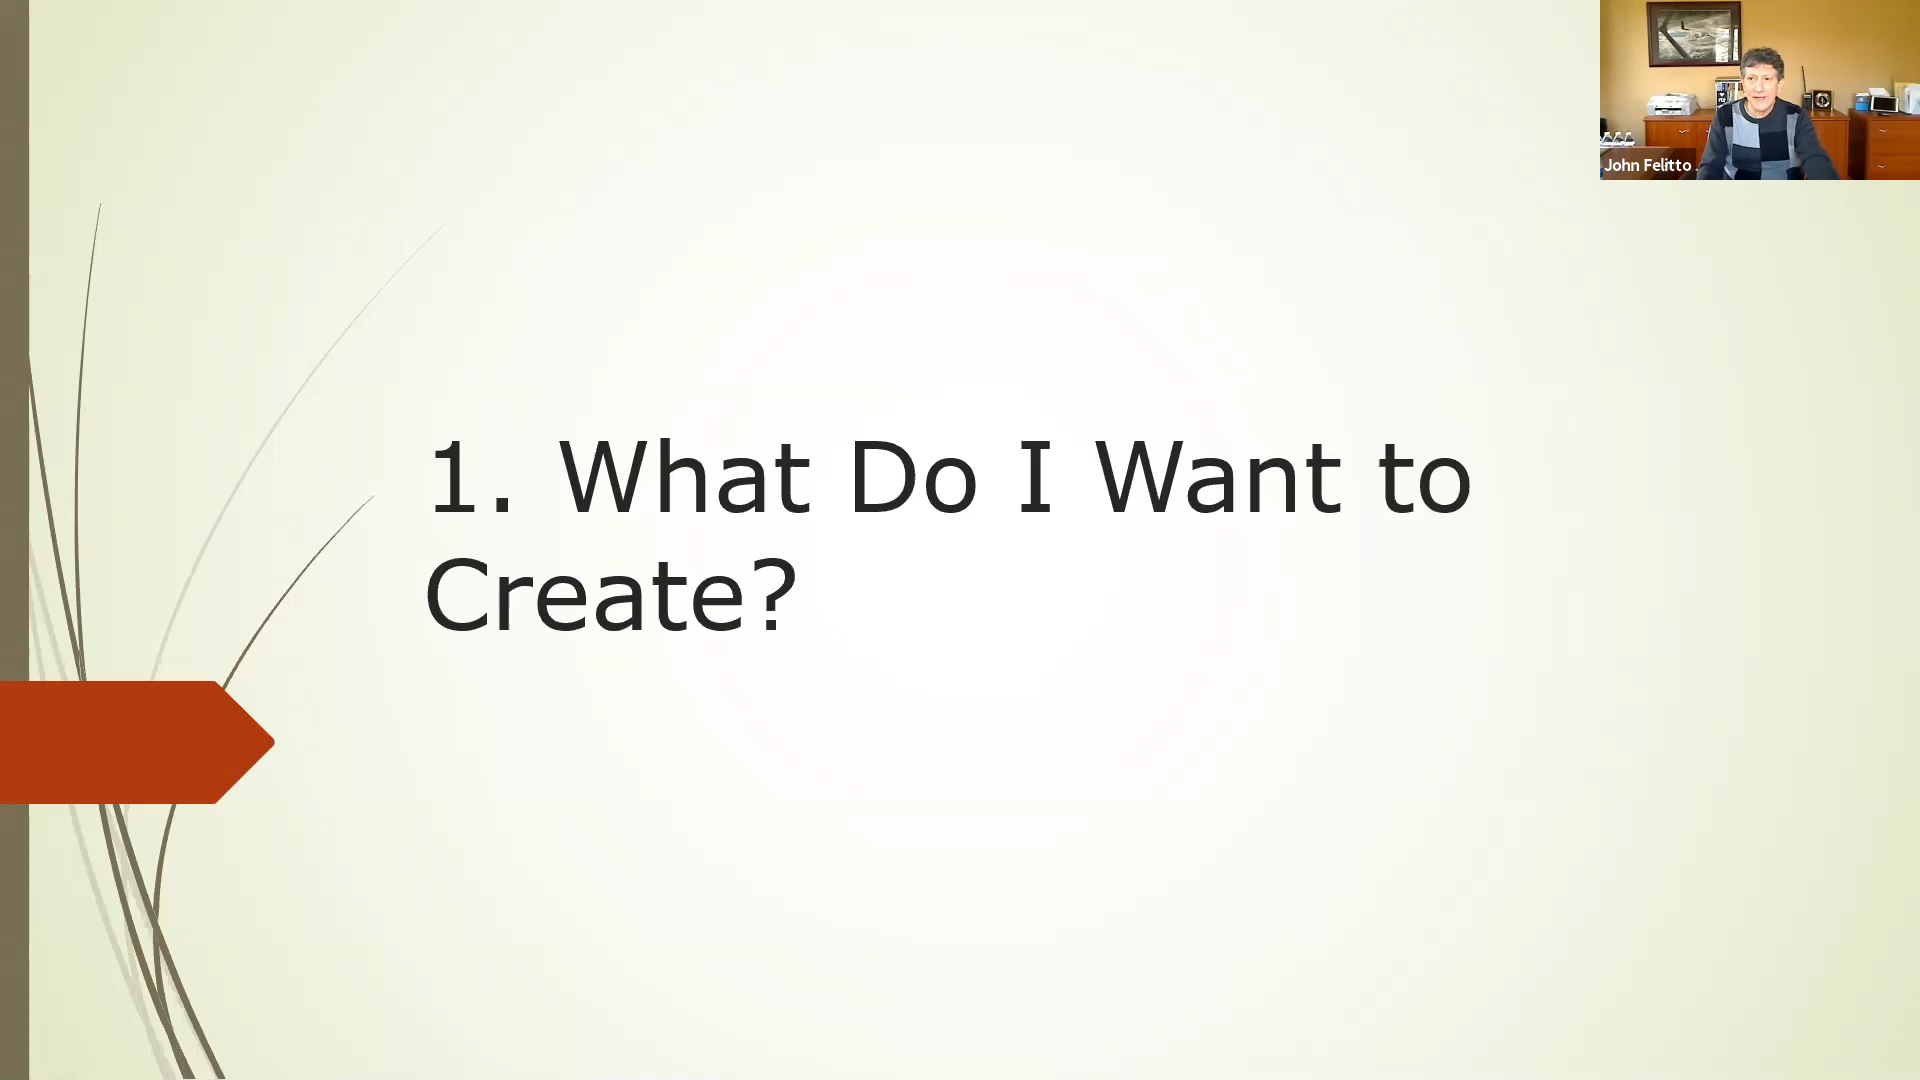 John Felitto
1. What Do I Want to
Create?